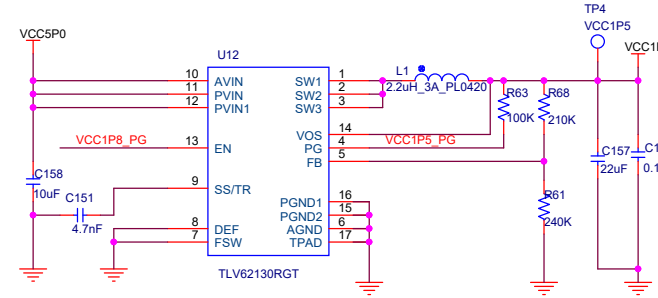 TP4
VCC1P5
VCC5P0
U12
10 AVIN SW1 1
11 PVIN SW2 2
12 PVIN1 SW3 3
L1
2.2uH_3A_PL0420
R63
100K
R68
210K
VOS 14
VCC1P8_PG 13 EN PG 4 VCC1P5_PG
FB 5
C158
10uF
C151
4.7nF
9 SS/TR
C157
22uF
R61
240K
PGND1 16
PGND2 15
8 DEF AGND 6
7 FSW TPAD 17
TLV62130RGT